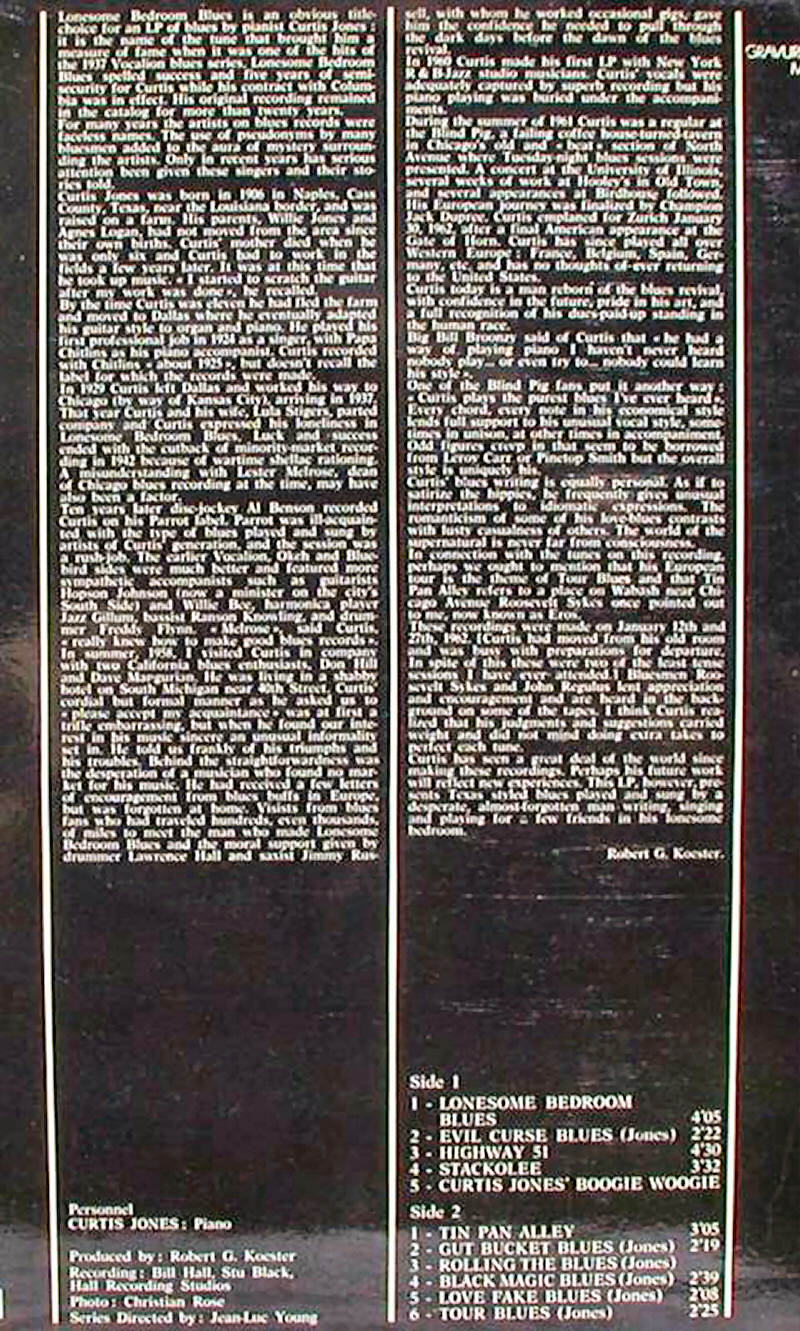 Lonesome Bedroom Blues is an obvious title-
choice for an LP of blues by pianist Curtis Jones ;
it is the name of the tune that brought him a
measure of fame when it was one of the hits of
the 1937 Vocalion blues series. Lonesome Bedroom
Blues spelled success and five years of semi-
security for Curtis while his contract with Colum-
bia was in effect. His original recording remained
in the catalog for more than twenty years.
For many years the artists on blues records were
faceless names. The use of pseudonyms by many
bluesmen added to the aura of mystery surroun-
ding the artists. Only in recent years has serious
attention been given these singers and their sto-
ries told.
Curtis Jones was born in 1906 in Naples, Cass
County, Texas, near the Louisiana border, and was
raised on a farm. His parents, Willie Jones and
Agnes Logan, had not moved from the area since
their own births. Curtis' mother died when he
was only six and Curtis had to work in the
fields a few years later. It was at this time that
he took up music. « I started to scratch the guitar
after my work was done », he recalled.
By the time Curtis was eleven he had fled the farm
and moved to Dallas where he eventually adapted
his guitar style to organ and piano. He played his
first professional job in 1924 as a singer, with Papa
Chitlins as his piano accompanist. Curtis recorded
with Chitlins « about 1925 », but doesn't recall the
label for which the records were made.
In 1929 Curtis left Dallas and worked his way to
Chicago (by way of Kansas City), arriving in 1937.
That year Curtis and his wife, Lula Stigers, parted
company and Curtis expressed his loneliness in
Lonesome Bedroom Blues. Luck and success
ended with the cutback of minority-market recor-
ding in 1942 because of wartime shellac rationing.
A misunderstanding with Lester Melrose, dean
of Chicago blues recording at the time, may have
also been a factor.
Ten years later disc-jockey Al Benson recorded
Curtis on his Parrot label. Parrot was ill-acquain-
ted with the type of blues played and sung by
artists of Curtis' generation, and the session was
a rush-job. The earlier Vocalion, Okeh and Blue-
bird sides were much better and featured more
sympathetic accompanists such as guitarists
Hopson Johnson (now a minister on the city's
South Side) and Willie Bee, harmonica player
Jazz Gillum, bassist Ranson Knowling, and drum-
mer Freddy Flynn. « Melrose », said Curtis,
« really knew how to make good blues records ».
In summer, 1958, I visited Curtis in company
with two California blues enthusiasts, Don Hill
and Dave Mangurian. He was living in a shabby
hotel on South Michigan near 40th Street. Curtis'
cordial but formal manner as he asked us to
« please accept my acquaintance » was at first a
trifle embarrassing, but when he found our inte-
rest in his music sincere an unusual informality
set in. He told us frankly of his triumphs and
his troubles. Behind the straightforwardness was
the desperation of a musician who found no mar-
ket for his music. He had received a few letters
of encouragement from blues buffs in Europe,
but was forgotten at home. Visists from blues
fans who had traveled hundreds, even thousands,
of miles to meet the man who made Lonesome
Bedroom Blues and the moral support given by
drummer Lawrence Hall and saxist Jimmy Rus-
sell, with whom he worked occasional gigs, gave
him the confidence he needed to pull through
the dark days before the dawn of the blues
revival.
In 1960 Curtis made his first LP with New York
R & B-Jazz studio musicians. Curtis' vocals were
adequately captured by superb recording but his
piano playing was buried under the accompani-
ments.
During the summer of 1961 Curtis was a regular at
the Blind Pig, a failing coffee house-turned-tavern
in Chicago's old and « beat », section of North
Avenue where Tuesday-night blues sessions were
presented. A concert at the University of Illinois,
several weeks of work at Hooley's in Old Town,
and several appearances at Birdhouse followed.
His European journey was finalized by Champion
Jack Dupree. Curtis emplaned for Zurich January
30, 1962, after a final American appearance at the
Gate of Horn. Curtis has since played all over
Western Europe : France, Belgium, Spain, Ger-
many, etc, and has no thoughts of-ever returning
to the United States.
Curtis today is a man reborn of the blues revival,
with confidence in the future, pride in his art, and
a full recognition of his dues-paid-up standing in
the human race.
Big Bill Broonzy said of Curtis that « he had a
way of playing piano I haven't never heard
nobody play... or even try to... nobody could learn
his style ».
One of the Blind Pig fans put it another way :
« Curtis plays the purest blues I've ever heard ».
Every chord, every note in his economical style
lends full support to his unusual vocal style, some
times in unison, at other times in accompaniment.
Odd figures creep in that seem to be borrowed
from Leroy Carr or Pinetop Smith but the overall
style is uniquely his.
Curtis' blues writing is equally personal. As if to
satirize the hippies, he frequently gives unusual
interpretations to idiomatic expressions. The
romanticism of some of his love-blues contrasts
with lusty casualness of others. The world of the
supernatural is never far from consciousness.
In connection with the tunes on this recording,
perhaps we ought to mention that his European
tour is the theme of Tour Blues and that Tin
Pan Alley refers to a place on Wabash near Chi-
cago Avenue Roosevelt Sykes once pointed out
to me, now known as Eros.
These recordings were made on January 12th and
27th, 1962. [Curtis had moved from his old room
and was busy with preparations for departure.
In spite of this these were two of the least tense
sessions I have ever attended.] Bluesmen Roo-
sevelt Sykes and John Regulus lent appreciation
and encouragement and are heard in the back-
ground on some of the tapes. I think Curtis rea-
lized that his judgments and suggestions carried
weight and did not mind doing extra takes to
perfect each tune.
Curtis has seen a great deal of the world since
making these recordings. Perhaps his future work
will reflect new experiences. This LP, however, pre-
sents Texas styled blues played and sung by a
desperate, almost-forgotten man writing, singing
and playing for a few friends in his lonesome
bedroom.
Robert G. Koester.
Personnel
CURTIS JONES : Piano
Produced by : Robert G. Koester
Recording : Bill Hall, Stu Black,
Hall Recording Studios
Photo : Christian Rose
Series Directed by : Jean-Luc Young
Side 1
1 - LONESOME BEDROOM
BLUES 4'05
2 - EVIL CURSE BLUES (Jones) 2'22
3 - HIGHWAY 51 4'30
4 - STACKOLEE 3'32
5 - CURTIS JONES' BOOGIE WOOGIE
Side 2
1 - TIN PAN ALLEY 3'05
2 - GUT BUCKET BLUES (Jones) 2'19
3 - ROLLING THE BLUES (Jones)
4 - BLACK MAGIC BLUES (Jones) 2'39
5 - LOVE FAKE BLUES (Jones) 2'08
6 - TOUR BLUES (Jones) 2'25